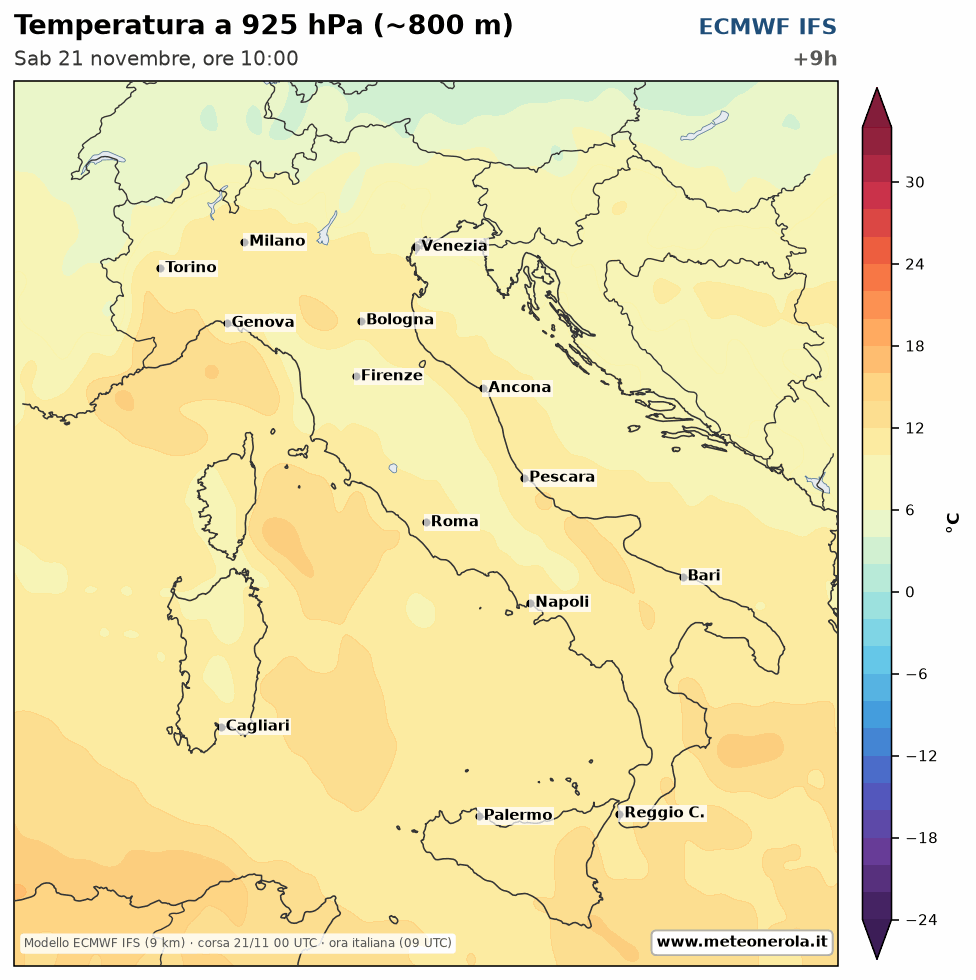 Temperatura a 925 hPa (~800 m)
ECMWF IFS
Sab 21 novembre, ore 10:00
+9h
Milano
Venezia
Torino
Genova
Bologna
Firenze
Ancona
Pescara
Roma
Bari
Napoli
Cagliari
Palermo
Reggio C.
30
24
18
12
6
0
−6
−12
−18
−24
°C
Modello ECMWF IFS (9 km) · corsa 21/11 00 UTC · ora italiana (09 UTC)
www.meteonerola.it